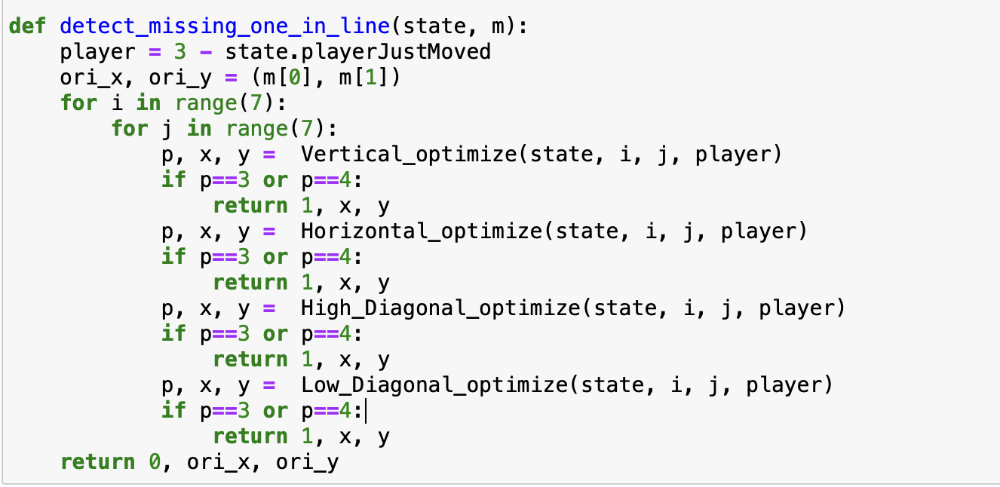 def detect_missing_one_in_line(state, m):
    player = 3 - state.playerJustMoved
    ori_x, ori_y = (m[0], m[1])
    for i in range(7):
        for j in range(7):
            p, x, y =  Vertical_optimize(state, i, j, player)
            if p==3 or p==4:
                return 1, x, y
            p, x, y =  Horizontal_optimize(state, i, j, player)
            if p==3 or p==4:
                return 1, x, y
            p, x, y =  High_Diagonal_optimize(state, i, j, player)
            if p==3 or p==4:
                return 1, x, y
            p, x, y =  Low_Diagonal_optimize(state, i, j, player)
            if p==3 or p==4:
                return 1, x, y
    return 0, ori_x, ori_y